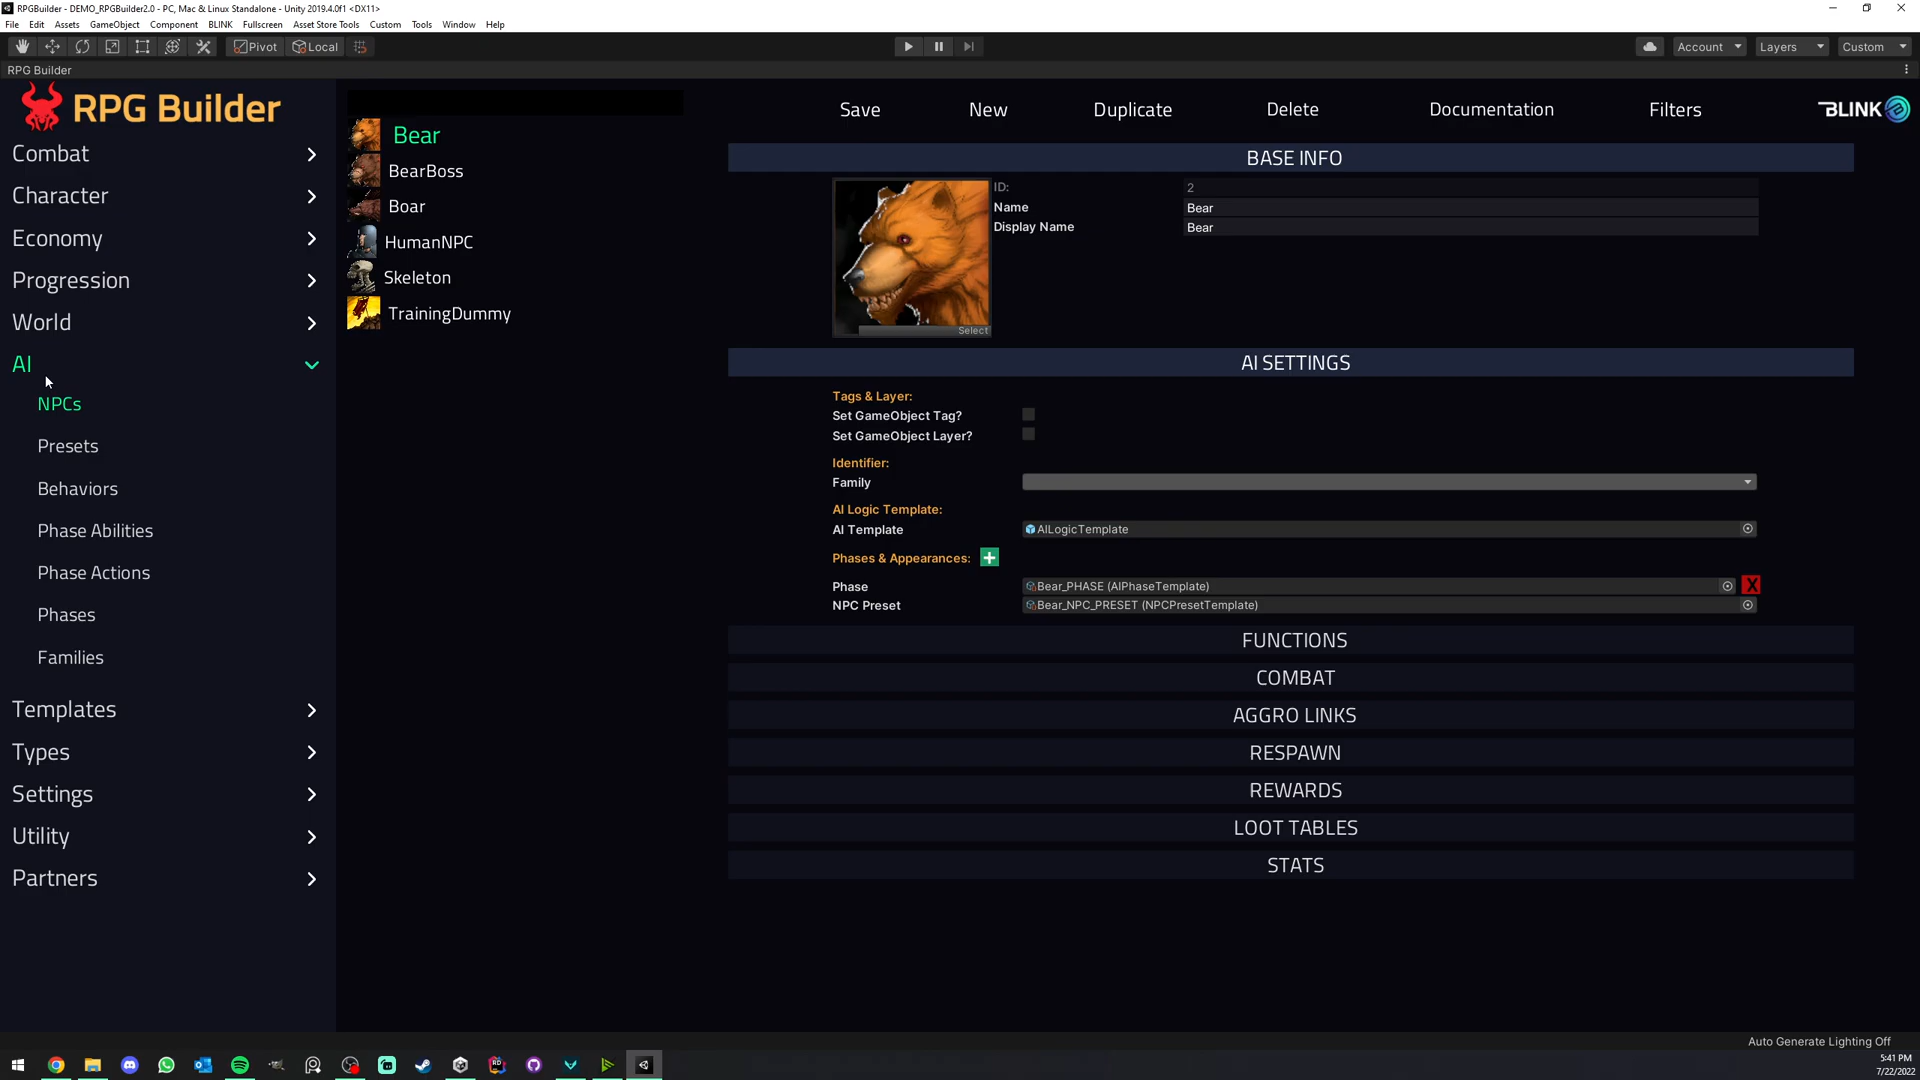 RPGBuilder - DEMO_RPGBuilder2.0 - PC, Mac & Linux Standalone - Unity 2019.4.0f1 <DX11>
File Edit Assets GameObject Component BLINK Fullscreen Asset Store Tools Custom Tools Window Help
Pivot Local Account Layers Custom
RPG Builder
RPG Builder
Combat
Character
Economy
Progression
World
AI
NPCs
Presets
Behaviors
Phase Abilities
Phase Actions
Phases
Families
Templates
Types
Settings
Utility
Partners
Bear
BearBoss
Boar
HumanNPC
Skeleton
TrainingDummy
Save New Duplicate Delete Documentation Filters BLINK
BASE INFO
Select
ID: 2
Name Bear
Display Name Bear
AI SETTINGS
Tags & Layer:
Set GameObject Tag?
Set GameObject Layer?
Identifier:
Family
AI Logic Template:
AI Template AILogicTemplate
Phases & Appearances:
Phase Bear_PHASE (AIPhaseTemplate) X
NPC Preset Bear_NPC_PRESET (NPCPresetTemplate)
FUNCTIONS
COMBAT
AGGRO LINKS
RESPAWN
REWARDS
LOOT TABLES
STATS
Auto Generate Lighting Off
5:41 PM
7/22/2022